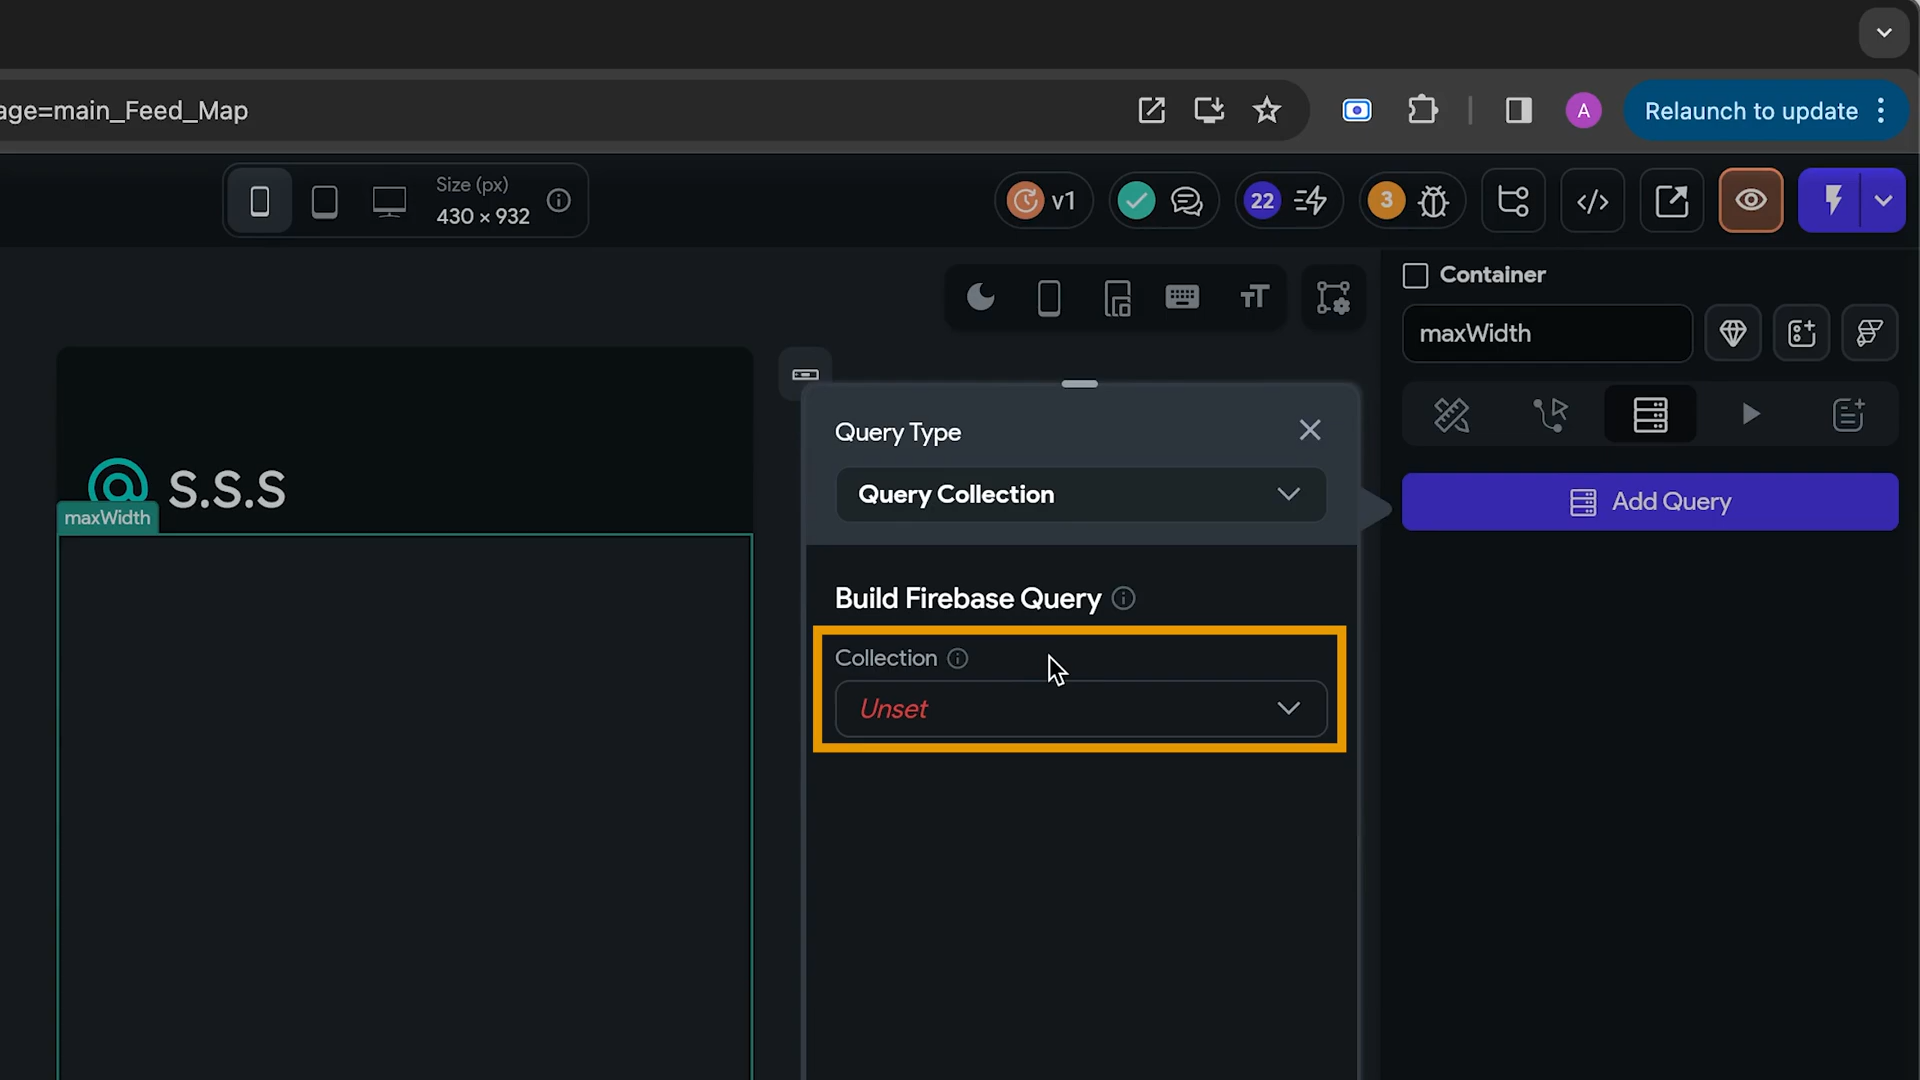 age=main_Feed_Map
A
Relaunch to update
Size (px)
430 × 932
v1
22
3
Container
maxWidth
Query Type
Query Collection
Add Query
@ S.S.S
maxWidth
Build Firebase Query
Collection
Unset